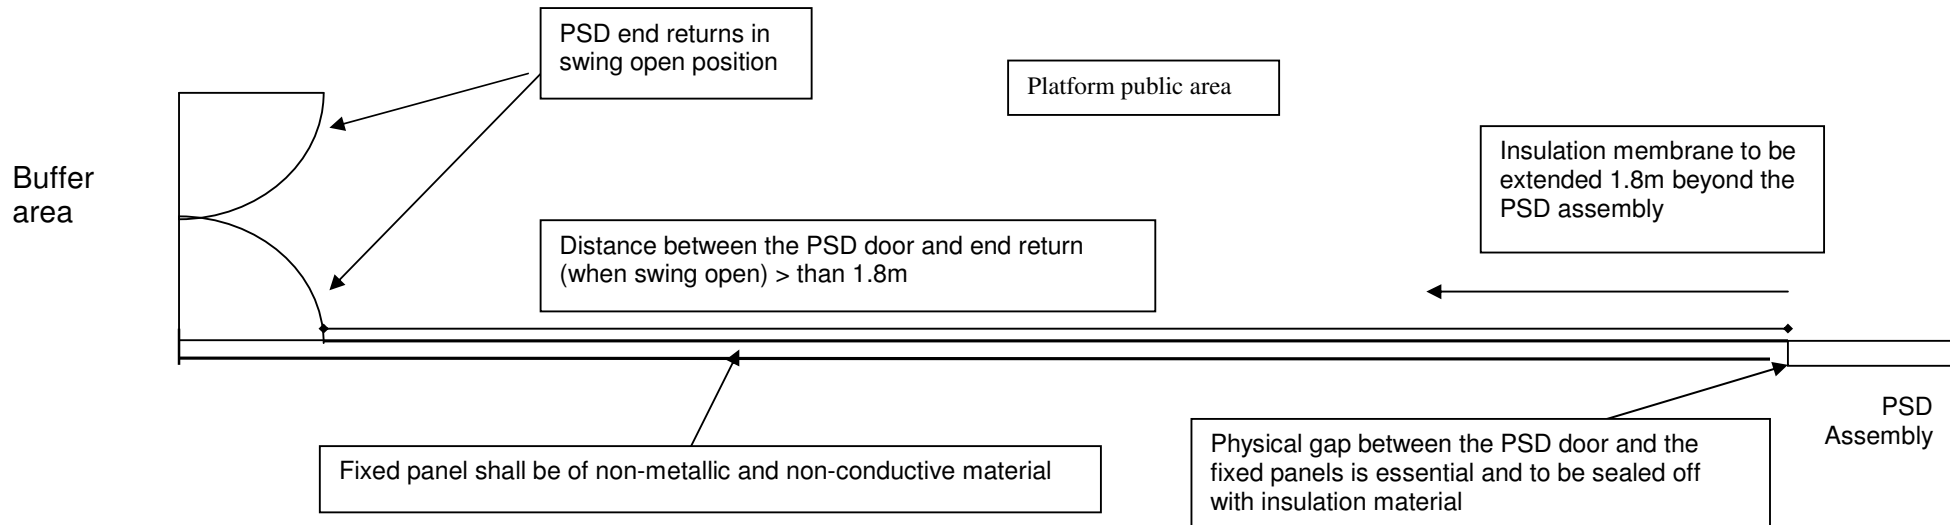 PSD end returns in
swing open position
Platform public area
Buffer
area
Insulation membrane to be
extended 1.8m beyond the
PSD assembly
Distance between the PSD door and end return
(when swing open) > than 1.8m
PSD
Assembly
Fixed panel shall be of non-metallic and non-conductive material
Physical gap between the PSD door and the
fixed panels is essential and to be sealed off
with insulation material